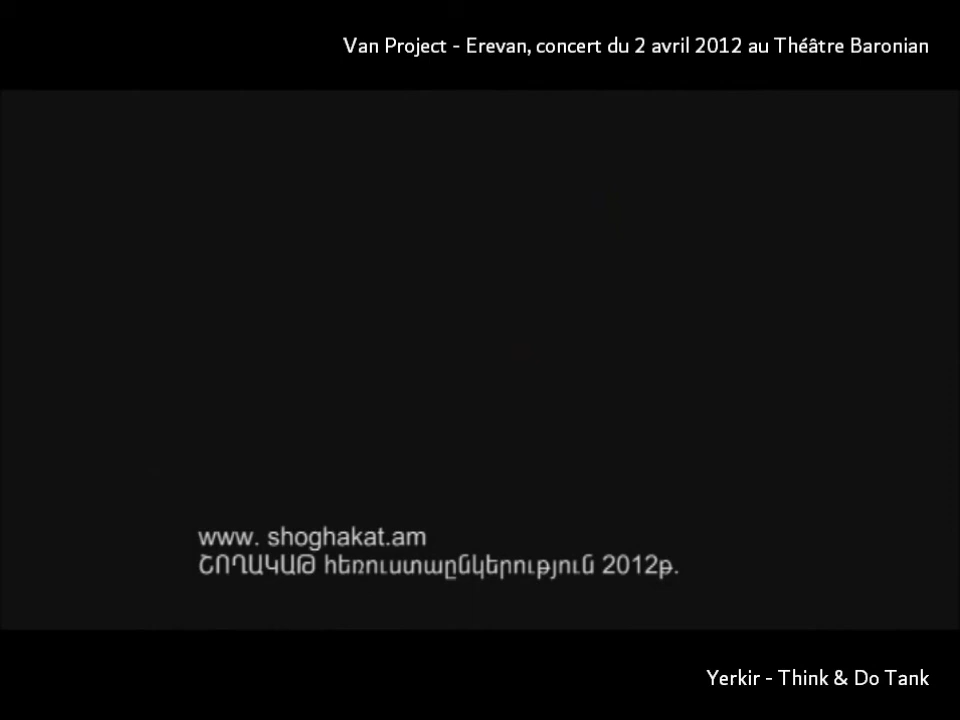 Van Project - Erevan, concert du 2 avril 2012 au Théâtre Baronian
www. shoghakat.am
ՇՈՂԱԿԱԹ հեռուստաընկերություն 2012թ.
Yerkir - Think & Do Tank